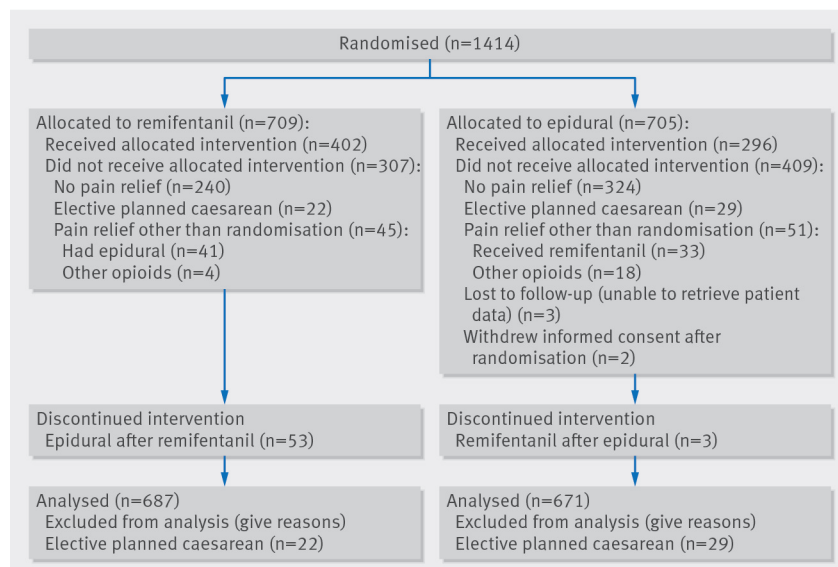 Randomised (n=1414)
Allocated to remifentanil (n=709):
Received allocated intervention (n=402)
Did not receive allocated intervention (n=307):
No pain relief (n=240)
Elective planned caesarean (n=22)
Pain relief other than randomisation (n=45):
Had epidural (n=41)
Other opioids (n=4)
Allocated to epidural (n=705):
Received allocated intervention (n=296)
Did not receive allocated intervention (n=409):
No pain relief (n=324)
Elective planned caesarean (n=29)
Pain relief other than randomisation (n=51):
Received remifentanil (n=33)
Other opioids (n=18)
Lost to follow-up (unable to retrieve patient
data) (n=3)
Withdrew informed consent after
randomisation (n=2)
Discontinued intervention
Epidural after remifentanil (n=53)
Discontinued intervention
Remifentanil after epidural (n=3)
Analysed (n=687)
Excluded from analysis (give reasons)
Elective planned caesarean (n=22)
Analysed (n=671)
Excluded from analysis (give reasons)
Elective planned caesarean (n=29)